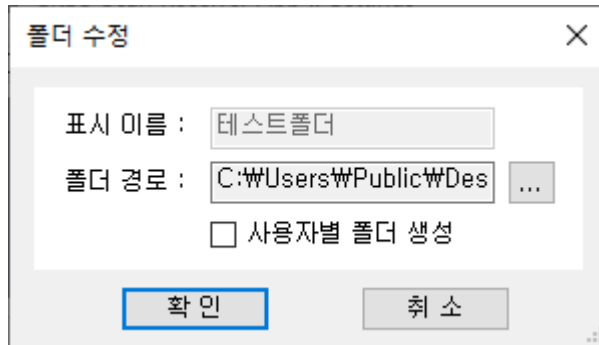 폴더 수정
표시 이름 : 테스트폴더
폴더 경로 : C:₩Users₩Public₩Des ...
사용자별 폴더 생성
확 인 취 소